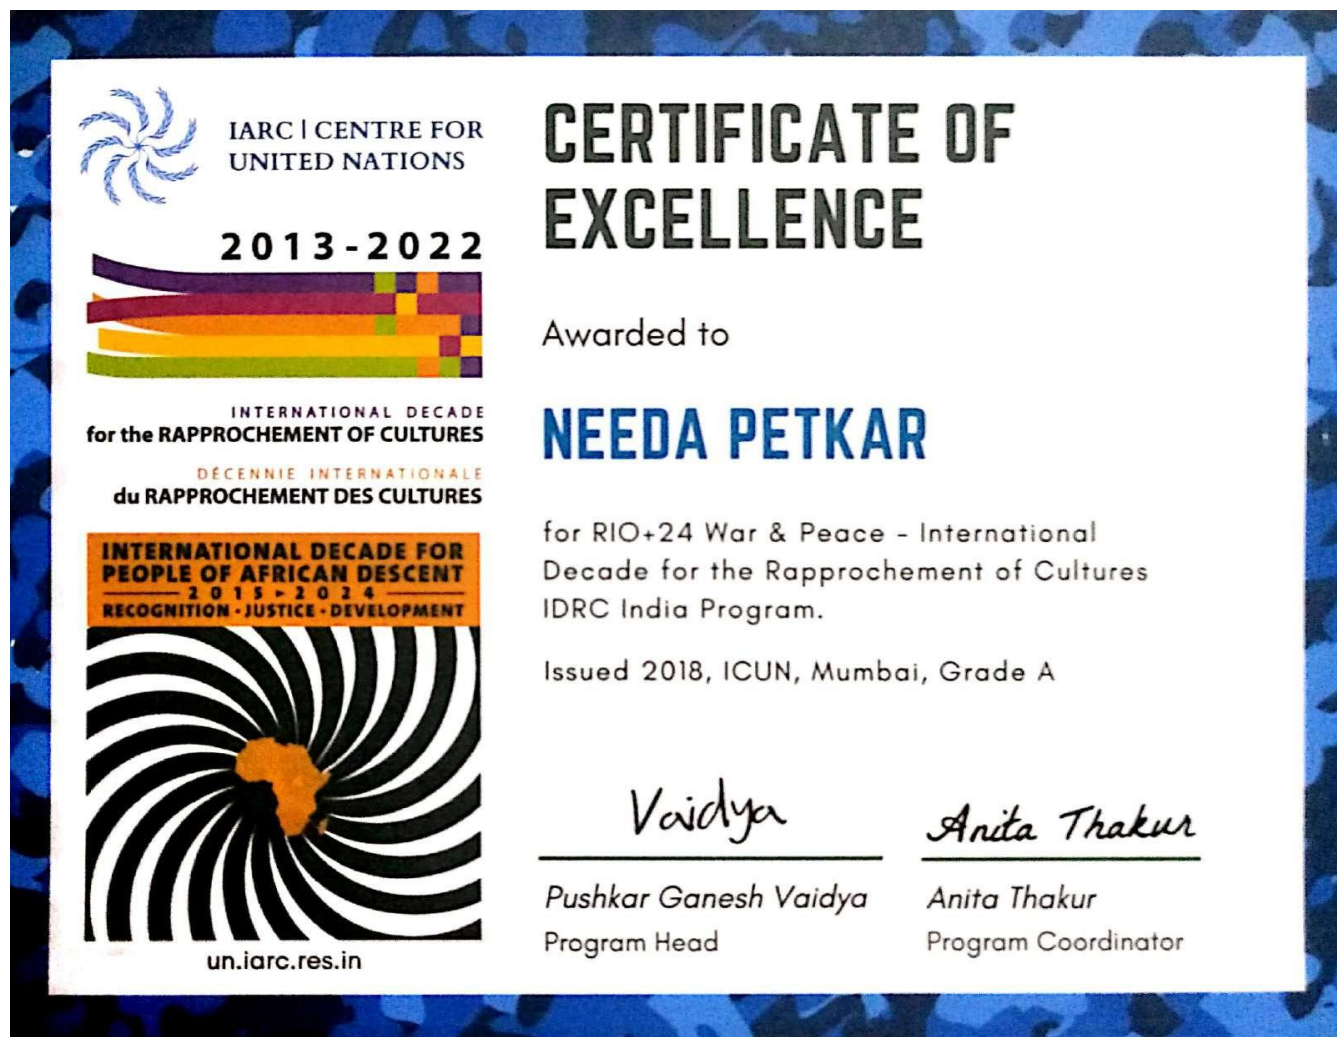 IARC | CENTRE FOR
UNITED NATIONS
2013-2022
INTERNATIONAL DECADE
for the RAPPROCHEMENT OF CULTURES
DÉCENNIE INTERNATIONALE
du RAPPROCHEMENT DES CULTURES
INTERNATIONAL DECADE FOR
PEOPLE OF AFRICAN DESCENT
2015 ▸ 2024
RECOGNITION • JUSTICE • DEVELOPMENT
un.iarc.res.in
CERTIFICATE OF
EXCELLENCE
Awarded to
NEEDA PETKAR
for RIO+24 War & Peace - International
Decade for the Rapprochement of Cultures
IDRC India Program.
Issued 2018, ICUN, Mumbai, Grade A
Vaidya
Pushkar Ganesh Vaidya
Program Head
Anita Thakur
Anita Thakur
Program Coordinator